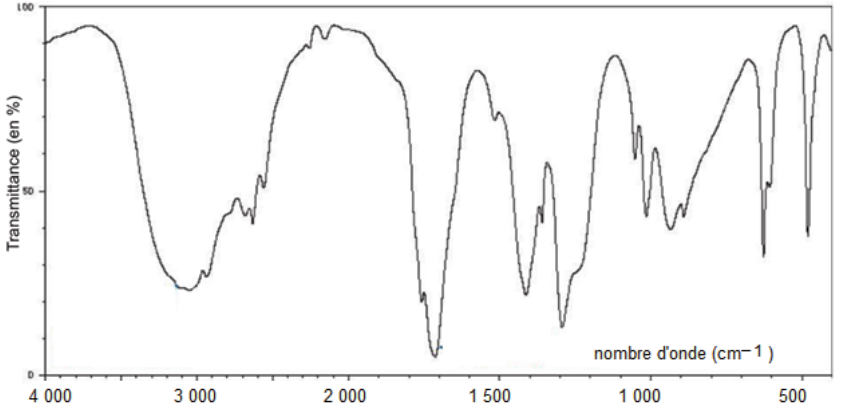 100
50
0
Transmittance (en %)
nombre d'onde (cm–1)
4 000 3 000 2 000 1 500 1 000 500